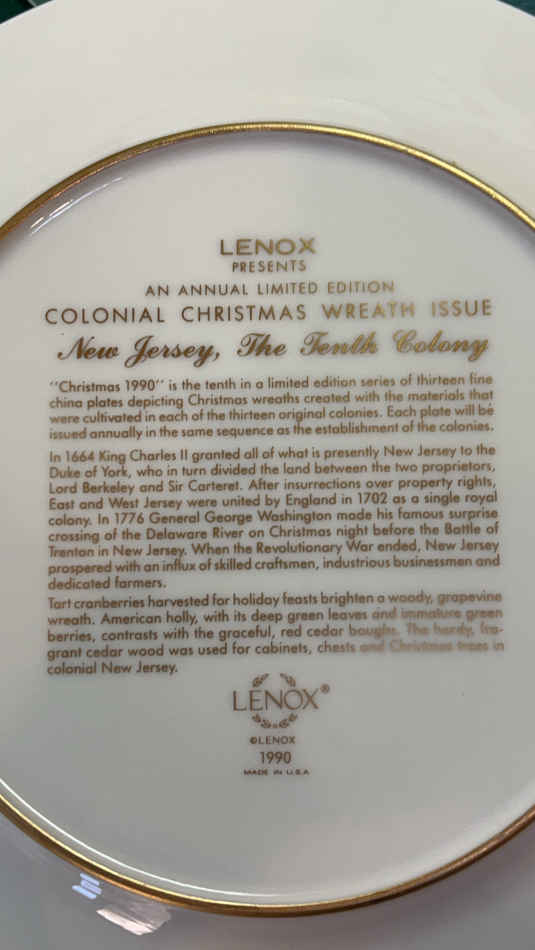 LENOX
PRESENTS
AN ANNUAL LIMITED EDITION
COLONIAL CHRISTMAS WREATH ISSUE
New Jersey, The Tenth Colony
"Christmas 1990" is the tenth in a limited edition series of thirteen fine
china plates depicting Christmas wreaths created with the materials that
were cultivated in each of the thirteen original colonies. Each plate will be
issued annually in the same sequence as the establishment of the colonies.
In 1664 King Charles II granted all of what is presently New Jersey to the
Duke of York, who in turn divided the land between the two proprietors,
Lord Berkeley and Sir Carteret. After insurrections over property rights,
East and West Jersey were united by England in 1702 as a single royal
colony. In 1776 General George Washington made his famous surprise
crossing of the Delaware River on Christmas night before the Battle of
Trenton in New Jersey. When the Revolutionary War ended, New Jersey
prospered with an influx of skilled craftsmen, industrious businessmen and
dedicated farmers.
Tart cranberries harvested for holiday feasts brighten a woody, grapevine
wreath. American holly, with its deep green leaves and immature green
berries, contrasts with the graceful, red cedar boughs. The hardy, fra-
grant cedar wood was used for cabinets, chests and Christmas trees in
colonial New Jersey.
LENOX®
©LENOX
1990
MADE IN U.S.A